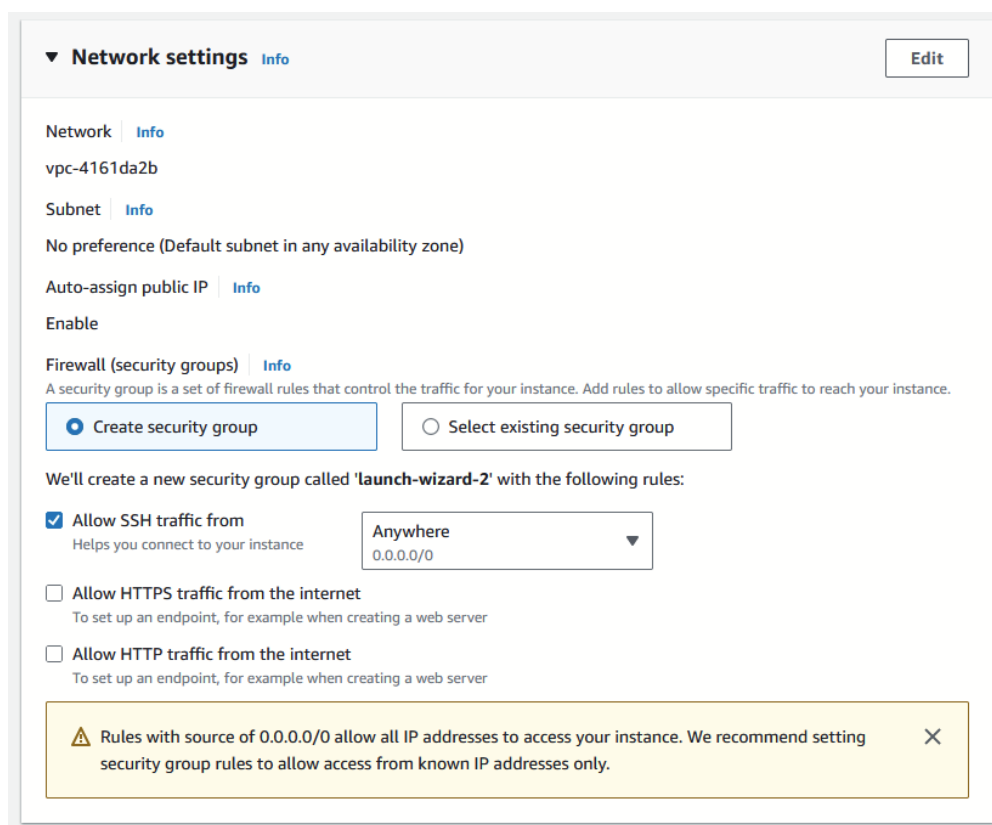 Network settings Info Edit
Network Info
vpc-4161da2b
Subnet Info
No preference (Default subnet in any availability zone)
Auto-assign public IP Info
Enable
Firewall (security groups) Info
A security group is a set of firewall rules that control the traffic for your instance. Add rules to allow specific traffic to reach your instance.
Create security group Select existing security group
We'll create a new security group called 'launch-wizard-2' with the following rules:
Allow SSH traffic from
Helps you connect to your instance
Anywhere
0.0.0.0/0
Allow HTTPS traffic from the internet
To set up an endpoint, for example when creating a web server
Allow HTTP traffic from the internet
To set up an endpoint, for example when creating a web server
Rules with source of 0.0.0.0/0 allow all IP addresses to access your instance. We recommend setting
security group rules to allow access from known IP addresses only.